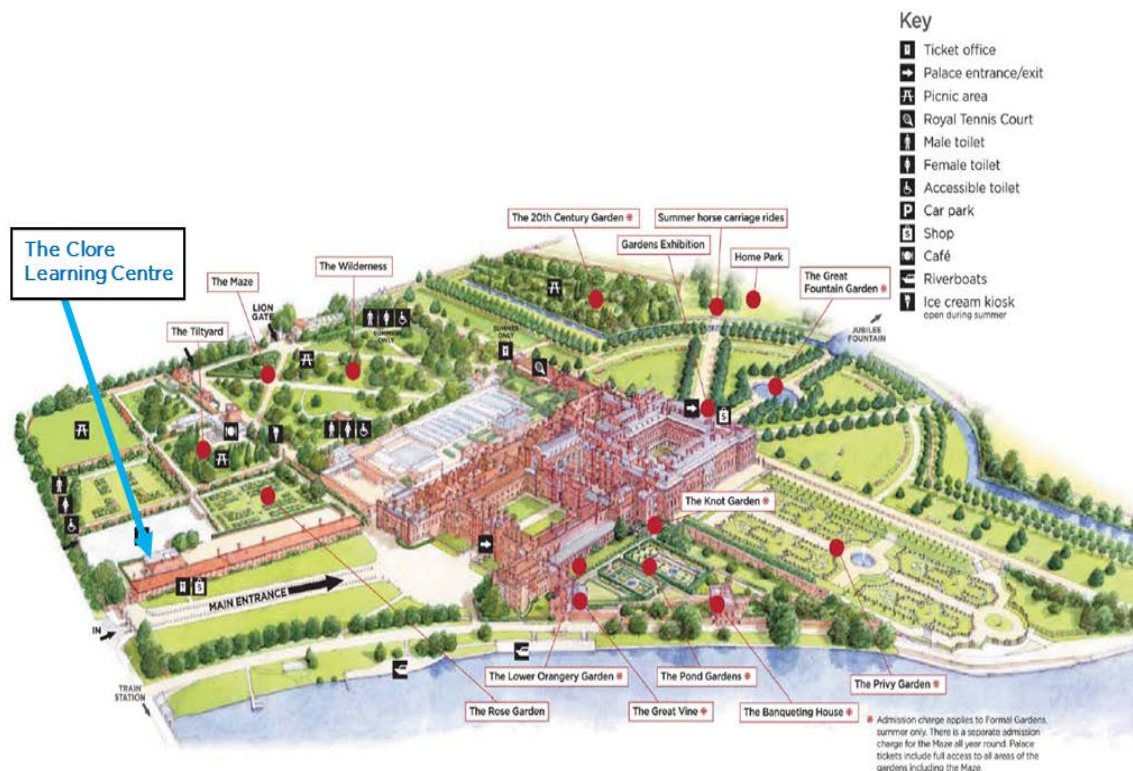 Key
Ticket office
Palace entrance/exit
Picnic area
Royal Tennis Court
Male toilet
Female toilet
Accessible toilet
P
Car park
S
Shop
Café
Riverboats
Ice cream kiosk
open during summer
The Clore
Learning Centre
The 20th Century Garden ❋
Summer horse carriage rides
Gardens Exhibition
Home Park
The Great
Fountain Garden ❋
JUBILEE
FOUNTAIN
The Wilderness
The Maze
LION
GATE
The Tiltyard
SUMMER
ONLY
SUMMER
ONLY
S
The Knot Garden ❋
S
MAIN ENTRANCE
IN
TRAIN
STATION
The Lower Orangery Garden ❋
The Pond Gardens ❋
The Privy Garden ❋
The Rose Garden
The Great Vine ❋
The Banqueting House ❋
❋ Admission charge applies to Formal Gardens,
summer only. There is a separate admission
charge for the Maze all year round. Palace
tickets include full access to all areas of the
gardens including the Maze.